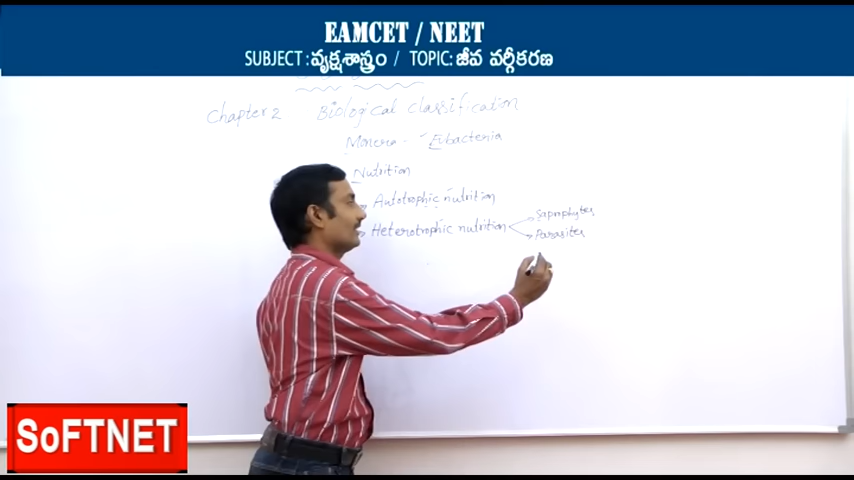 EAMCET / NEET
SUBJECT : వృక్షశాస్త్రం / TOPIC: జీవ వర్గీకరణ
Chapter 2 Biological classification
Monera - Eubacteria
Nutrition
Autotrophic nutrition
Heterotrophic nutrition
Saprophytes
Parasites
SoFTNET